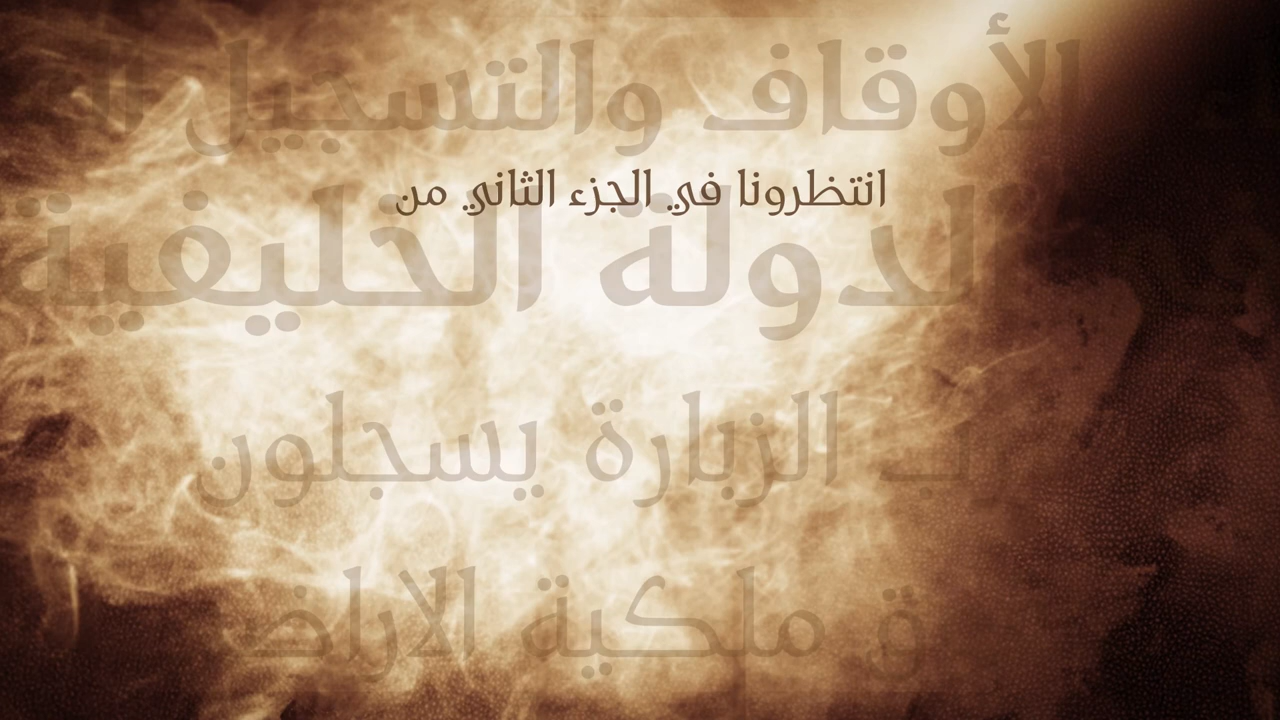 الأوقاف والتسجيل
انتظرونا في الجزء الثاني من
الدولة الخليفية
الزبارة يسجلون
ملكية